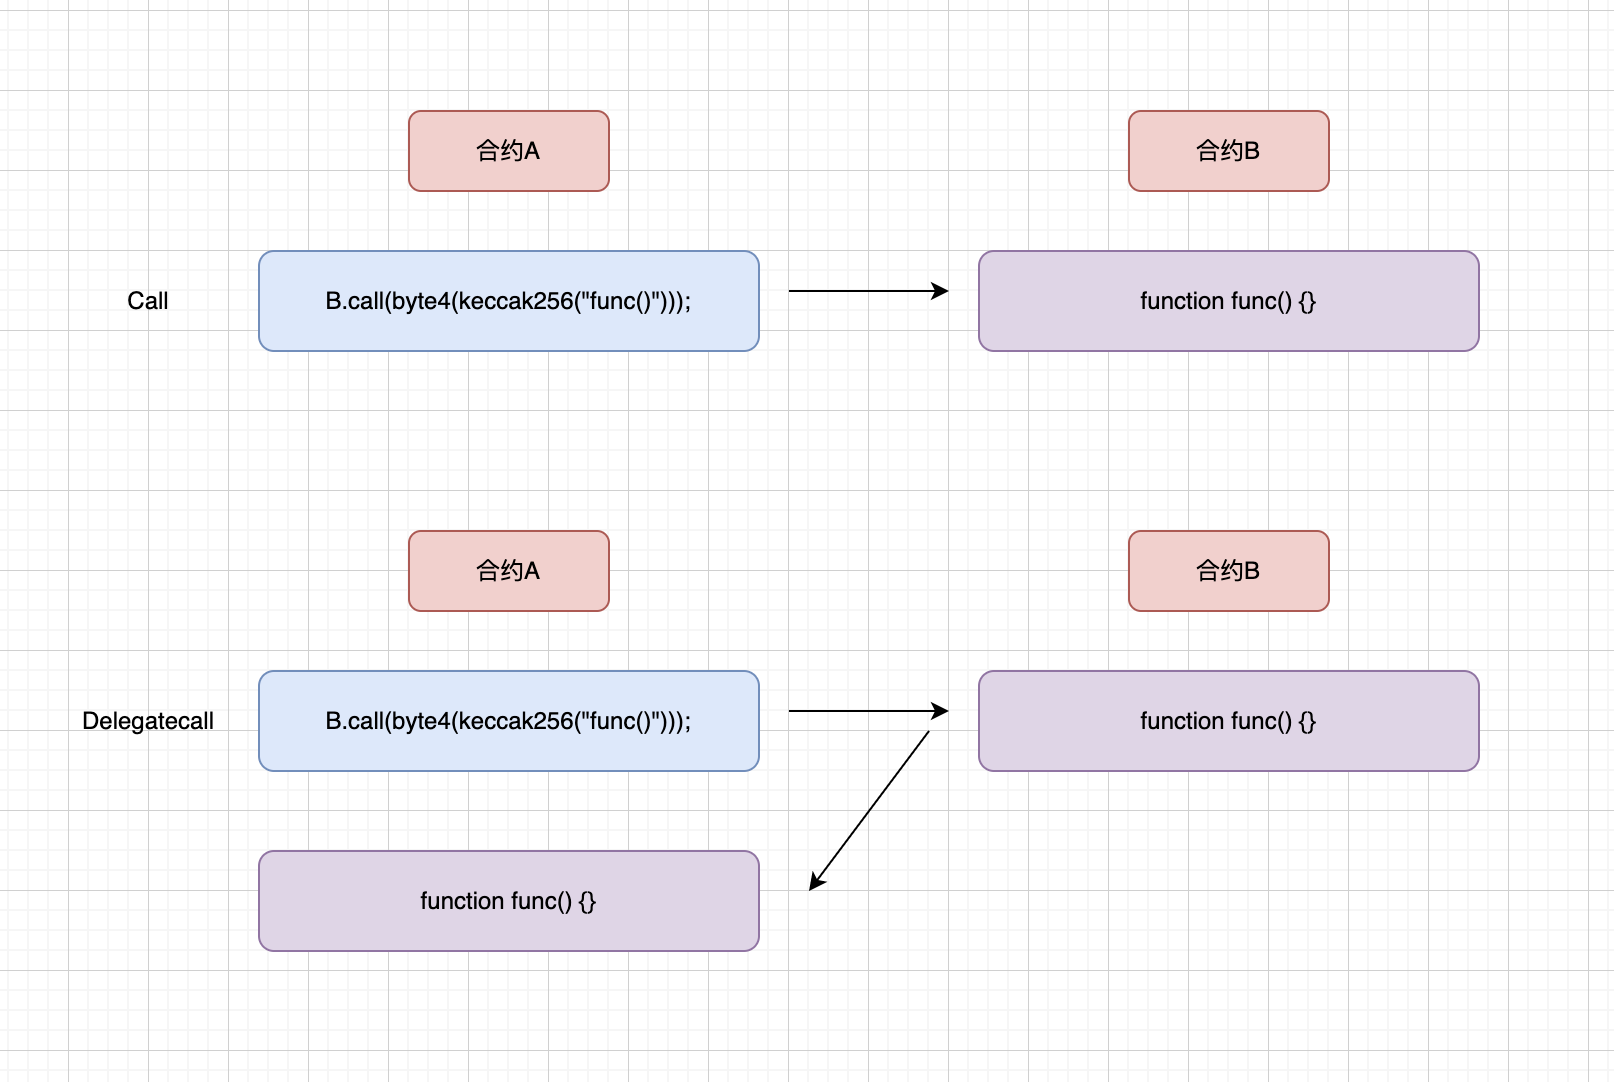 合约A
合约B
Call
B.call(byte4(keccak256("func()")));
function func() {}
合约A
合约B
Delegatecall
B.call(byte4(keccak256("func()")));
function func() {}
function func() {}